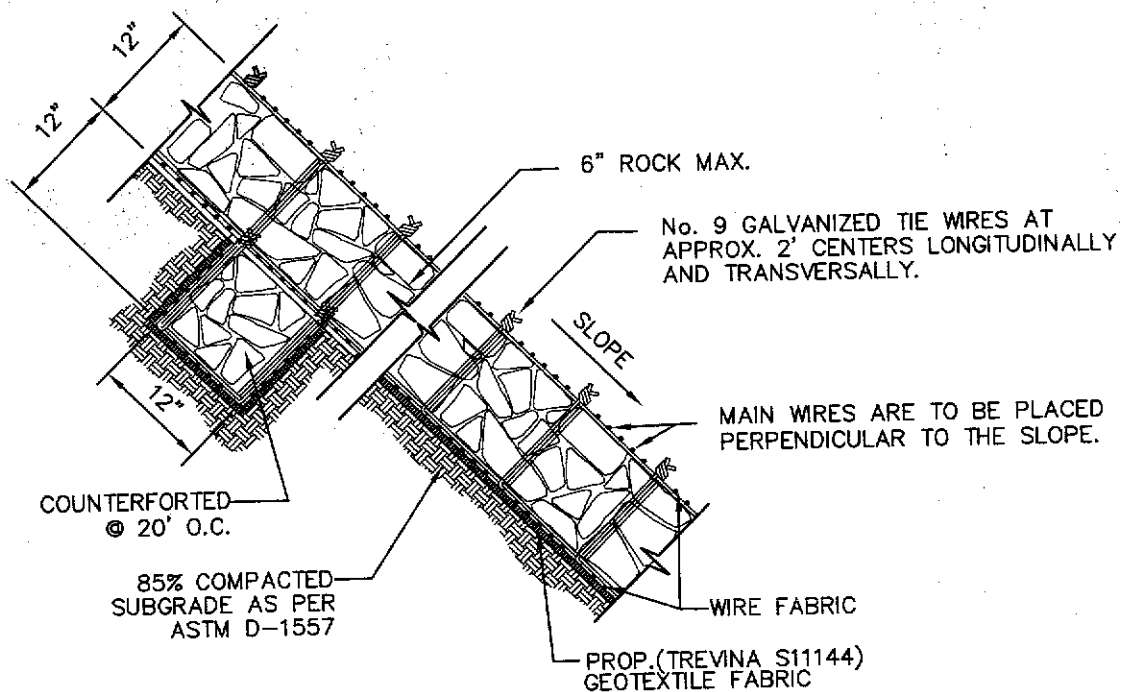 12"
12"
6" ROCK MAX.
No. 9 GALVANIZED TIE WIRES AT
APPROX. 2' CENTERS LONGITUDINALLY
AND TRANSVERSALLY.
SLOPE
12"
MAIN WIRES ARE TO BE PLACED
PERPENDICULAR TO THE SLOPE.
COUNTERFORTED
@ 20' O.C.
85% COMPACTED
SUBGRADE AS PER
ASTM D-1557
WIRE FABRIC
PROP.(TREVINA S11144)
GEOTEXTILE FABRIC